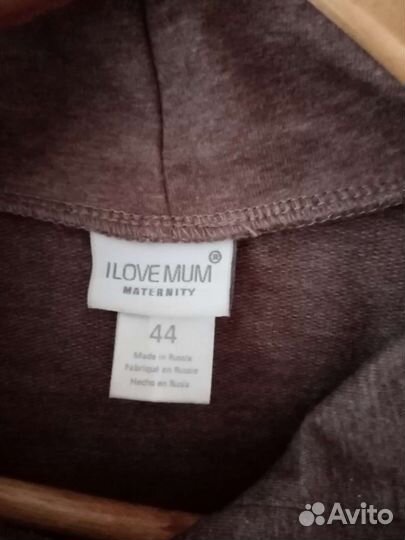 I LOVE MUM®
MATERNITY
44
Made in Russia
Fabriqué en Russie
Hecho en Rusia
Avito